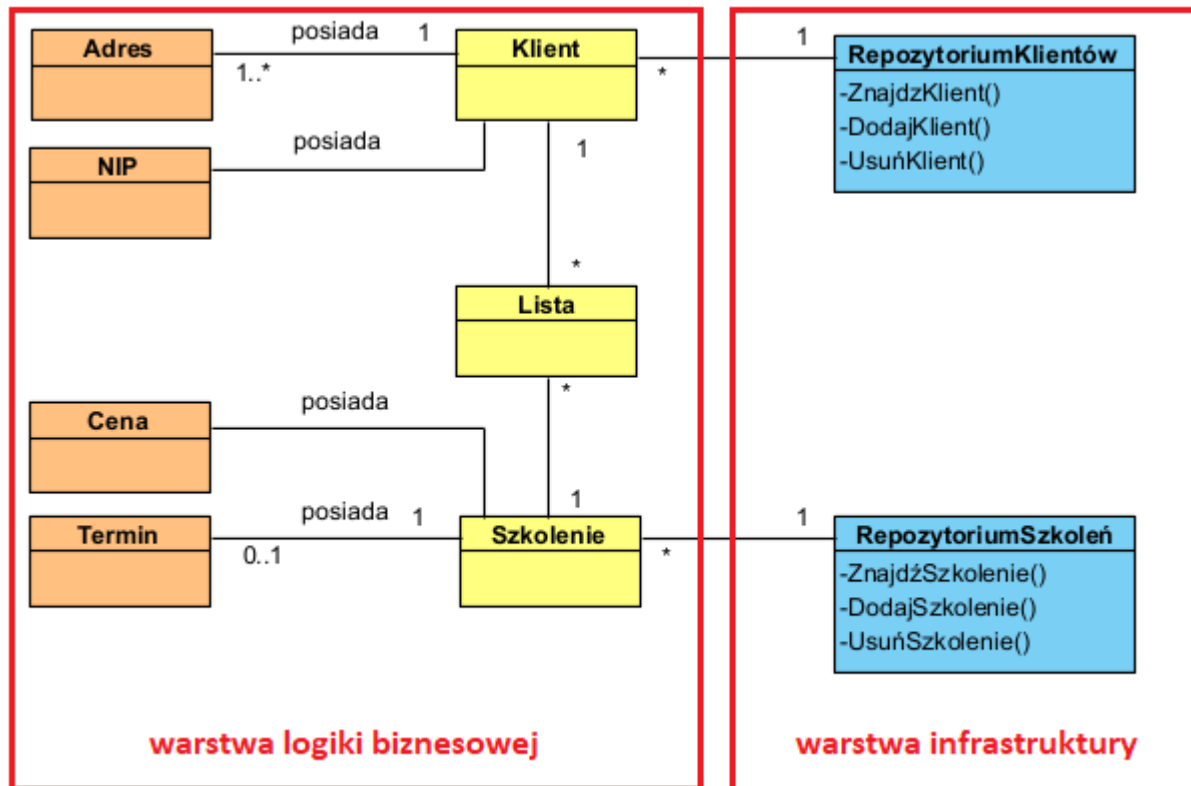 Adres
posiada
1
1..*
Klient
*
1
RepozytoriumKlientów
-ZnajdzKlient()
-DodajKlient()
-UsuńKlient()
NIP
posiada
1
*
Lista
*
Cena
posiada
1
Termin
posiada
1
0..1
Szkolenie
*
1
RepozytoriumSzkoleń
-ZnajdźSzkolenie()
-DodajSzkolenie()
-UsuńSzkolenie()
warstwa logiki biznesowej
warstwa infrastruktury